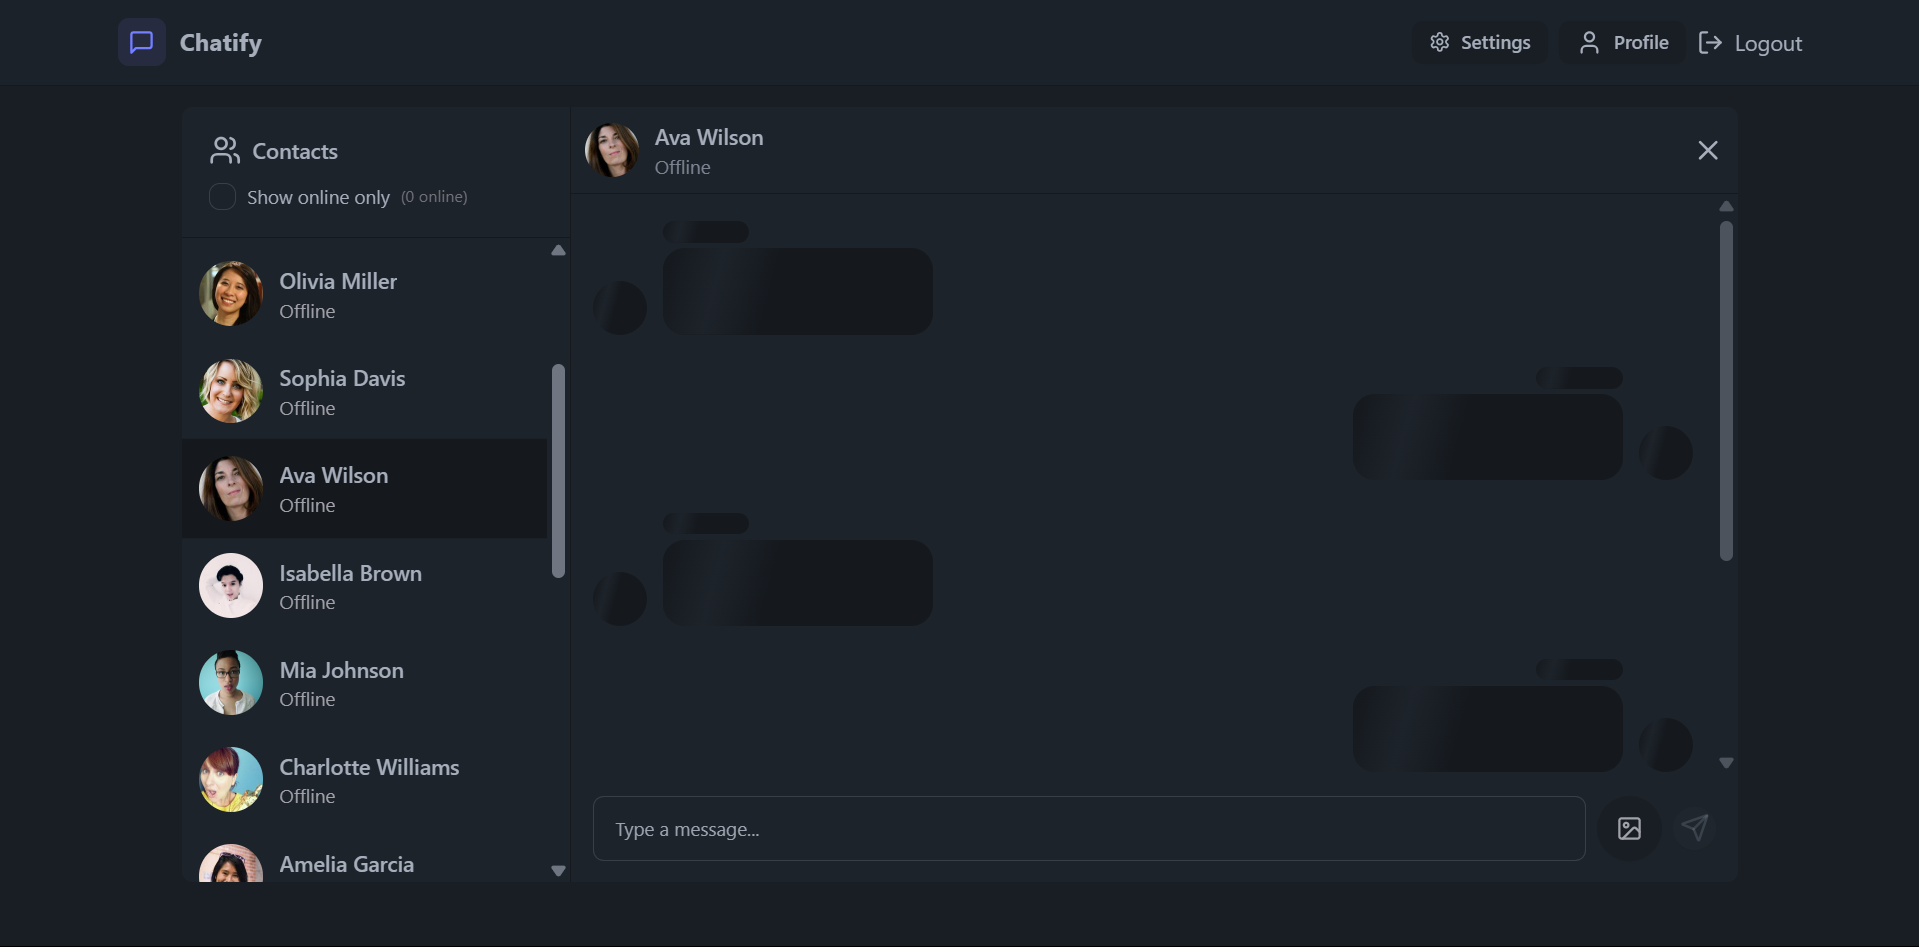 Chatify
Settings
Profile
Logout
Contacts
Show online only (0 online)
Olivia Miller
Offline
Sophia Davis
Offline
Ava Wilson
Offline
Isabella Brown
Offline
Mia Johnson
Offline
Charlotte Williams
Offline
Amelia Garcia
Ava Wilson
Offline
Type a message...